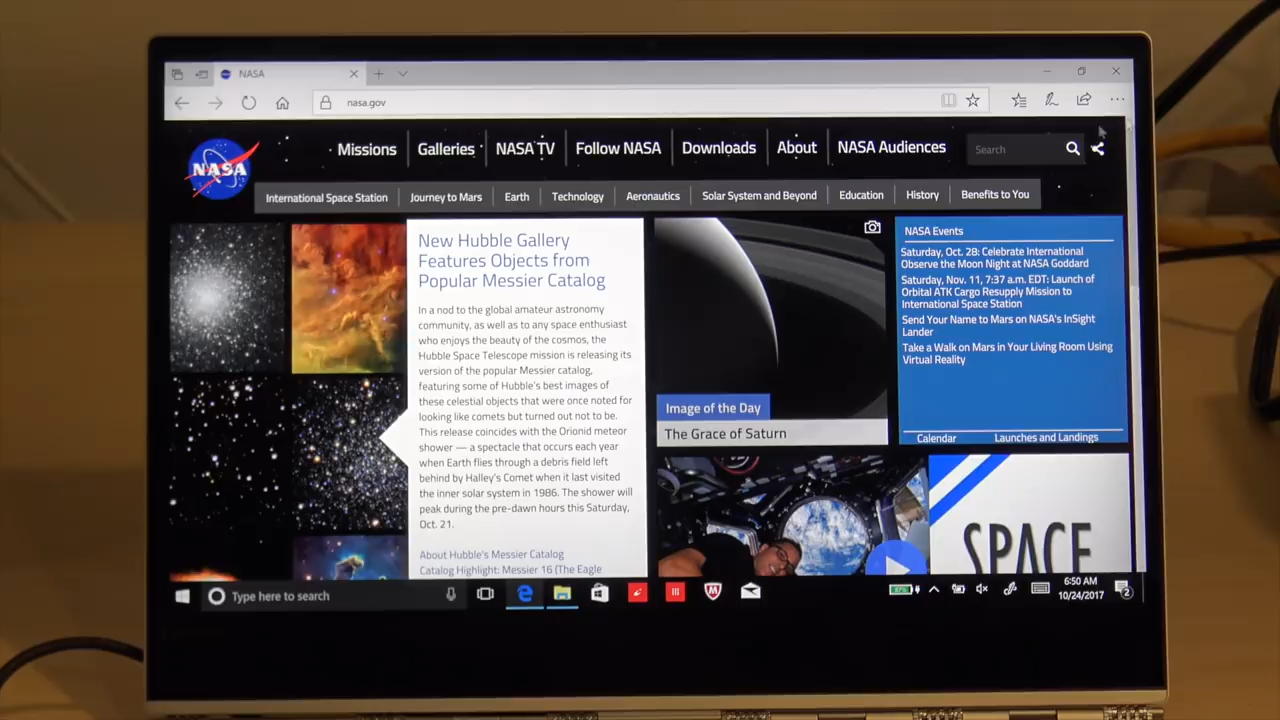 NASA
nasa.gov
NASA
Missions
Galleries
NASA TV
Follow NASA
Downloads
About
NASA Audiences
Search
International Space Station
Journey to Mars
Earth
Technology
Aeronautics
Solar System and Beyond
Education
History
Benefits to You
New Hubble Gallery
Features Objects from
Popular Messier Catalog
In a nod to the global amateur astronomy
community, as well as to any space enthusiast
who enjoys the beauty of the cosmos, the
Hubble Space Telescope mission is releasing its
version of the popular Messier catalog,
featuring some of Hubble's best images of
these celestial objects that were once noted for
looking like comets but turned out not to be.
This release coincides with the Orionid meteor
shower — a spectacle that occurs each year
when Earth flies through a debris field left
behind by Halley's Comet when it last visited
the inner solar system in 1986. The shower will
peak during the pre-dawn hours this Saturday,
Oct. 21.
About Hubble's Messier Catalog
Catalog Highlight: Messier 16 (The Eagle
Image of the Day
The Grace of Saturn
NASA Events
Saturday, Oct. 28: Celebrate International
Observe the Moon Night at NASA Goddard
Saturday, Nov. 11, 7:37 a.m. EDT: Launch of
Orbital ATK Cargo Resupply Mission to
International Space Station
Send Your Name to Mars on NASA's InSight
Lander
Take a Walk on Mars in Your Living Room Using
Virtual Reality
Calendar
Launches and Landings
SPACE
Type here to search
6:50 AM
10/24/2017
2